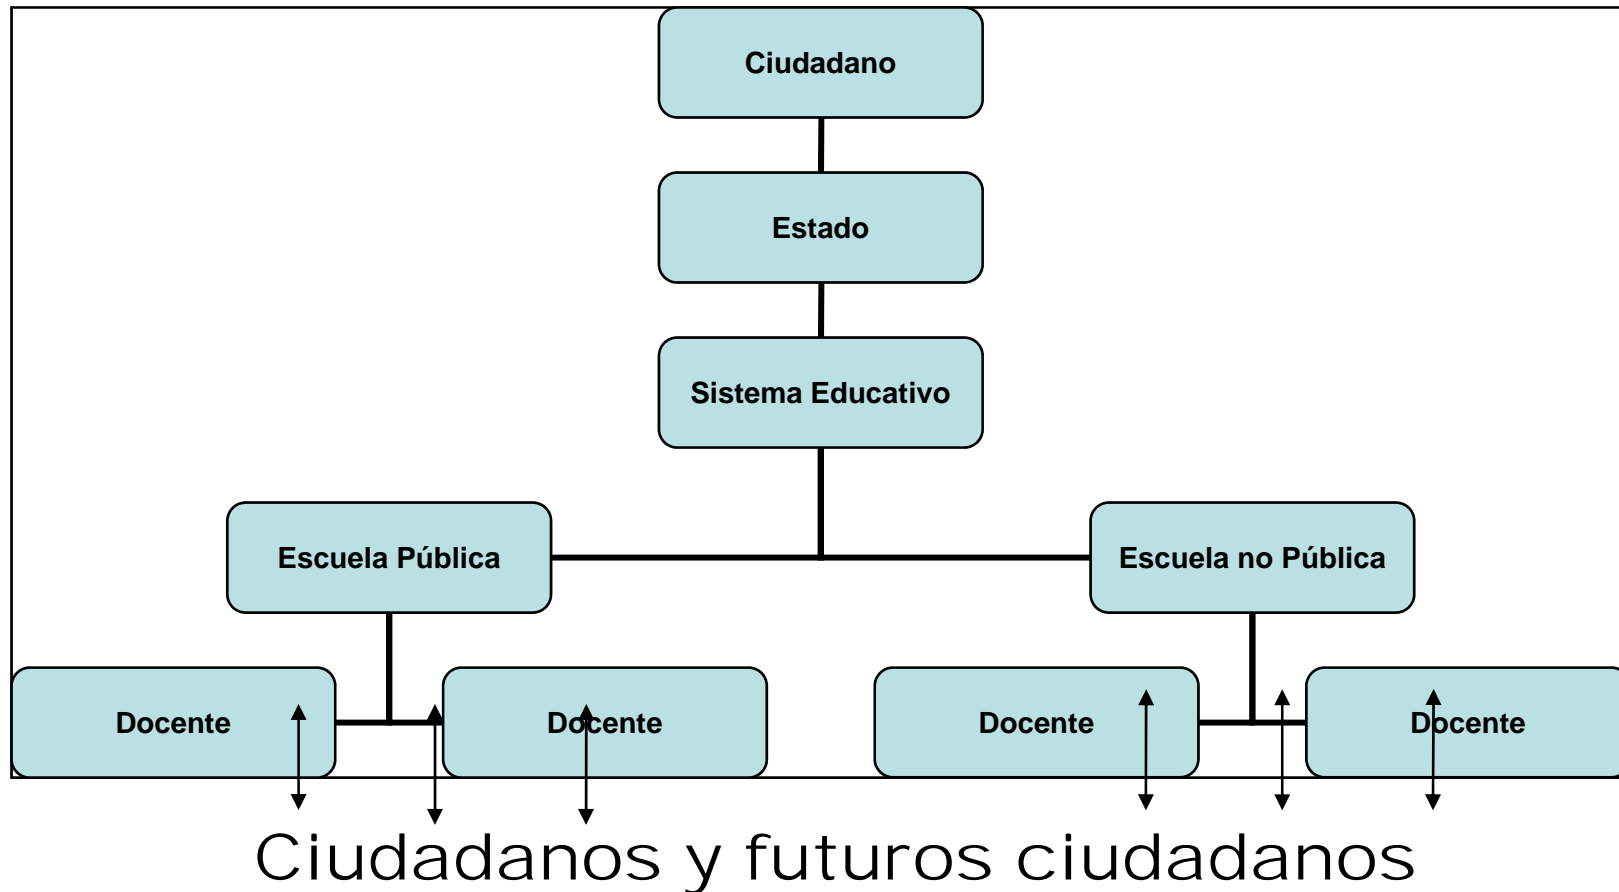 Ciudadano
Estado
Sistema Educativo
Escuela Pública
Escuela no Pública
Docente
Docente
Docente
Docente
Ciudadanos y futuros ciudadanos